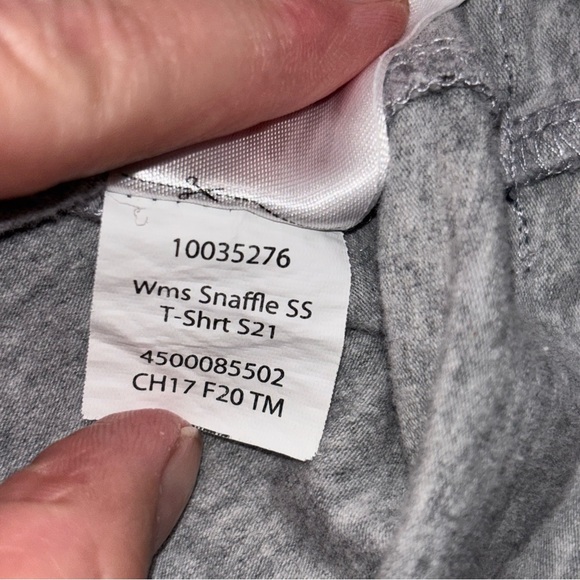 10035276
Wms Snaffle SS
T-Shrt S21
4500085502
CH17 F20 TM